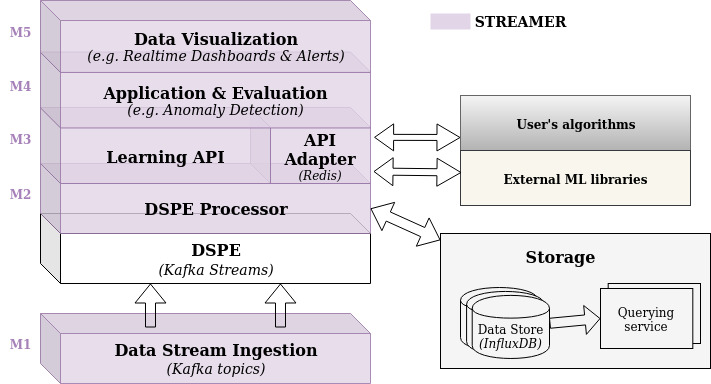 STREAMER
M5
Data Visualization
(e.g. Realtime Dashboards & Alerts)
M4
Application & Evaluation
(e.g. Anomaly Detection)
M3
Learning API
API
Adapter
(Redis)
User's algorithms
External ML libraries
M2
DSPE Processor
DSPE
(Kafka Streams)
Storage
Data Store
(InfluxDB)
Querying
service
M1
Data Stream Ingestion
(Kafka topics)